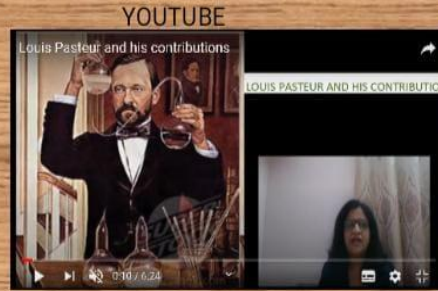 YOUTUBE
Louis Pasteur and his contributions
LOUIS PASTEUR AND HIS CONTRIBUTIO
0:10 / 6:24